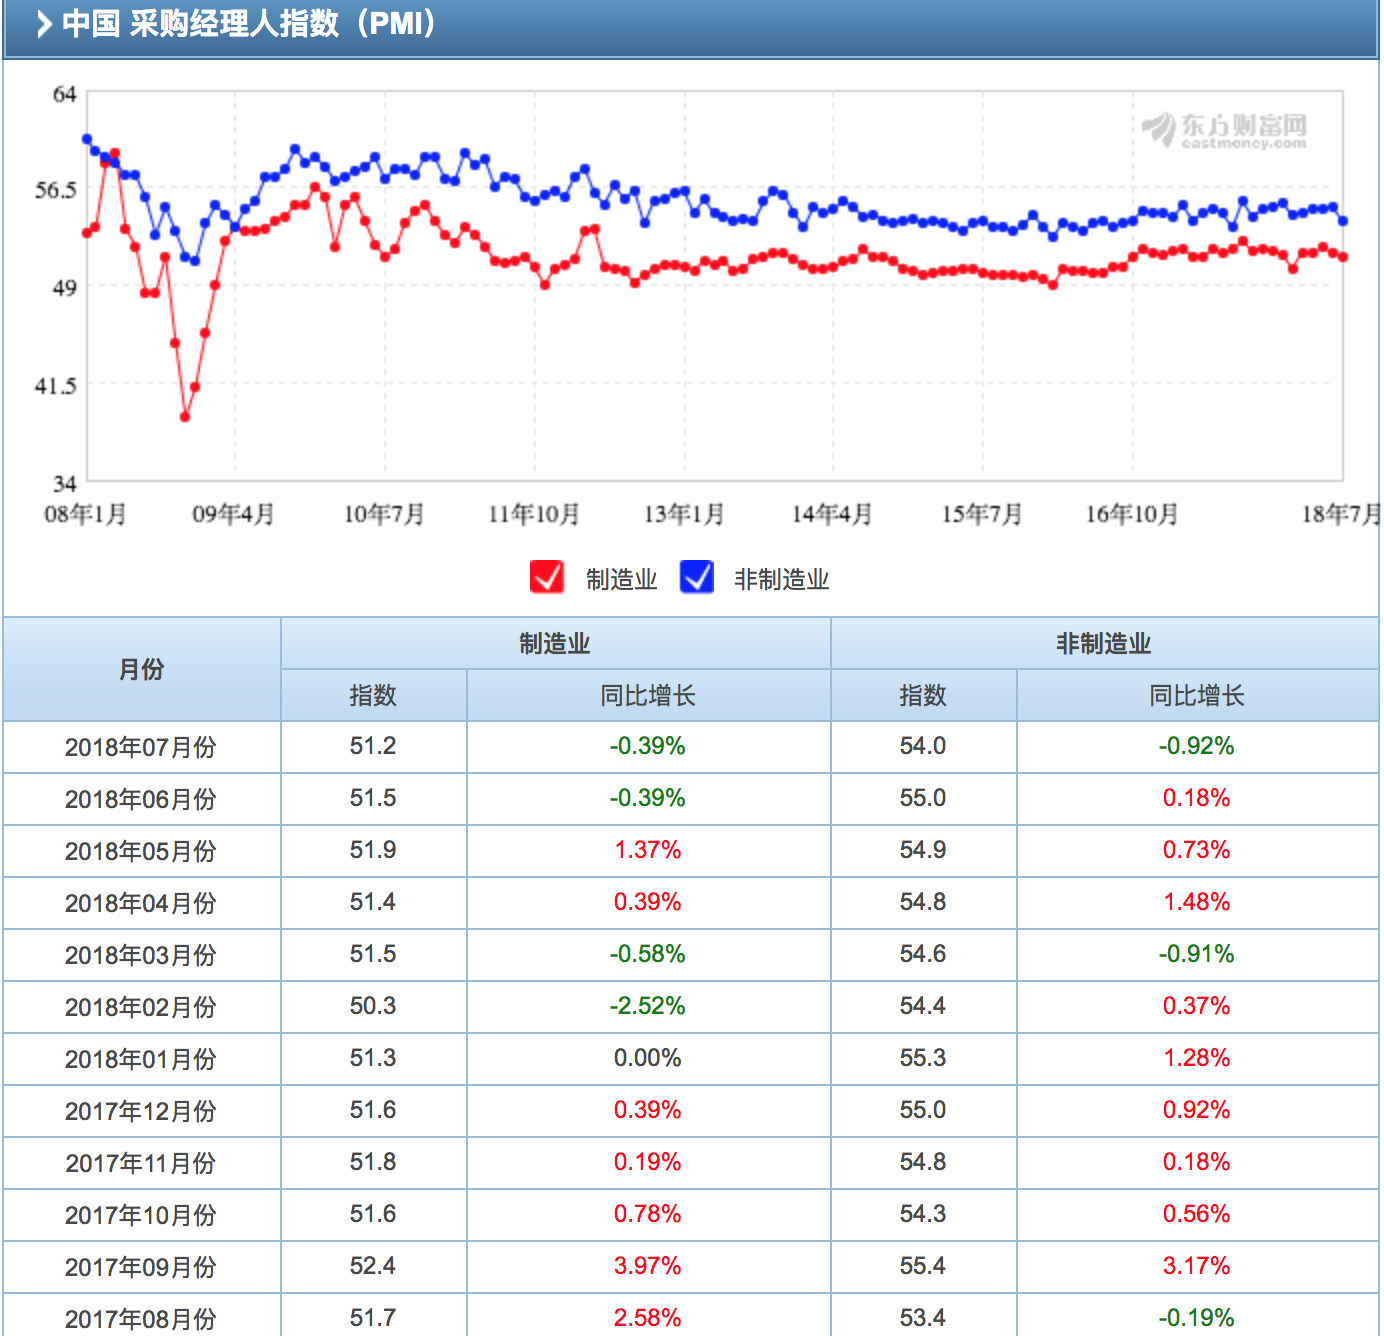 中国 采购经理人指数（PMI）
64
东方财富网
eastmoney.com
56.5
49
41.5
34
08年1月 09年4月 10年7月 11年10月 13年1月 14年4月 15年7月 16年10月 18年7月
制造业 非制造业
月份 制造业 非制造业
指数 同比增长 指数 同比增长
2018年07月份 51.2 -0.39% 54.0 -0.92%
2018年06月份 51.5 -0.39% 55.0 0.18%
2018年05月份 51.9 1.37% 54.9 0.73%
2018年04月份 51.4 0.39% 54.8 1.48%
2018年03月份 51.5 -0.58% 54.6 -0.91%
2018年02月份 50.3 -2.52% 54.4 0.37%
2018年01月份 51.3 0.00% 55.3 1.28%
2017年12月份 51.6 0.39% 55.0 0.92%
2017年11月份 51.8 0.19% 54.8 0.18%
2017年10月份 51.6 0.78% 54.3 0.56%
2017年09月份 52.4 3.97% 55.4 3.17%
2017年08月份 51.7 2.58% 53.4 -0.19%